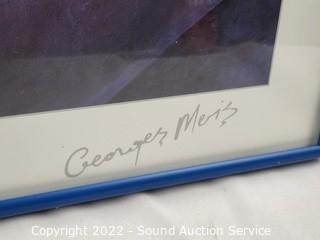 Georges Meis
Copyright 2022 - Sound Auction Service